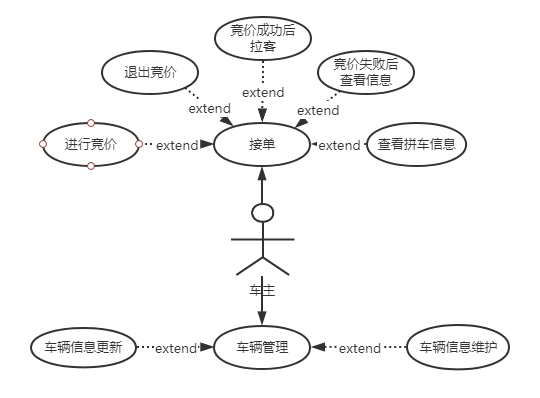 竞价成功后
拉客
退出竞价
竞价失败后
查看信息
extend
extend
extend
进行竞价
extend
接单
extend
查看拼车信息
车主
车辆信息更新
extend
车辆管理
extend
车辆信息维护